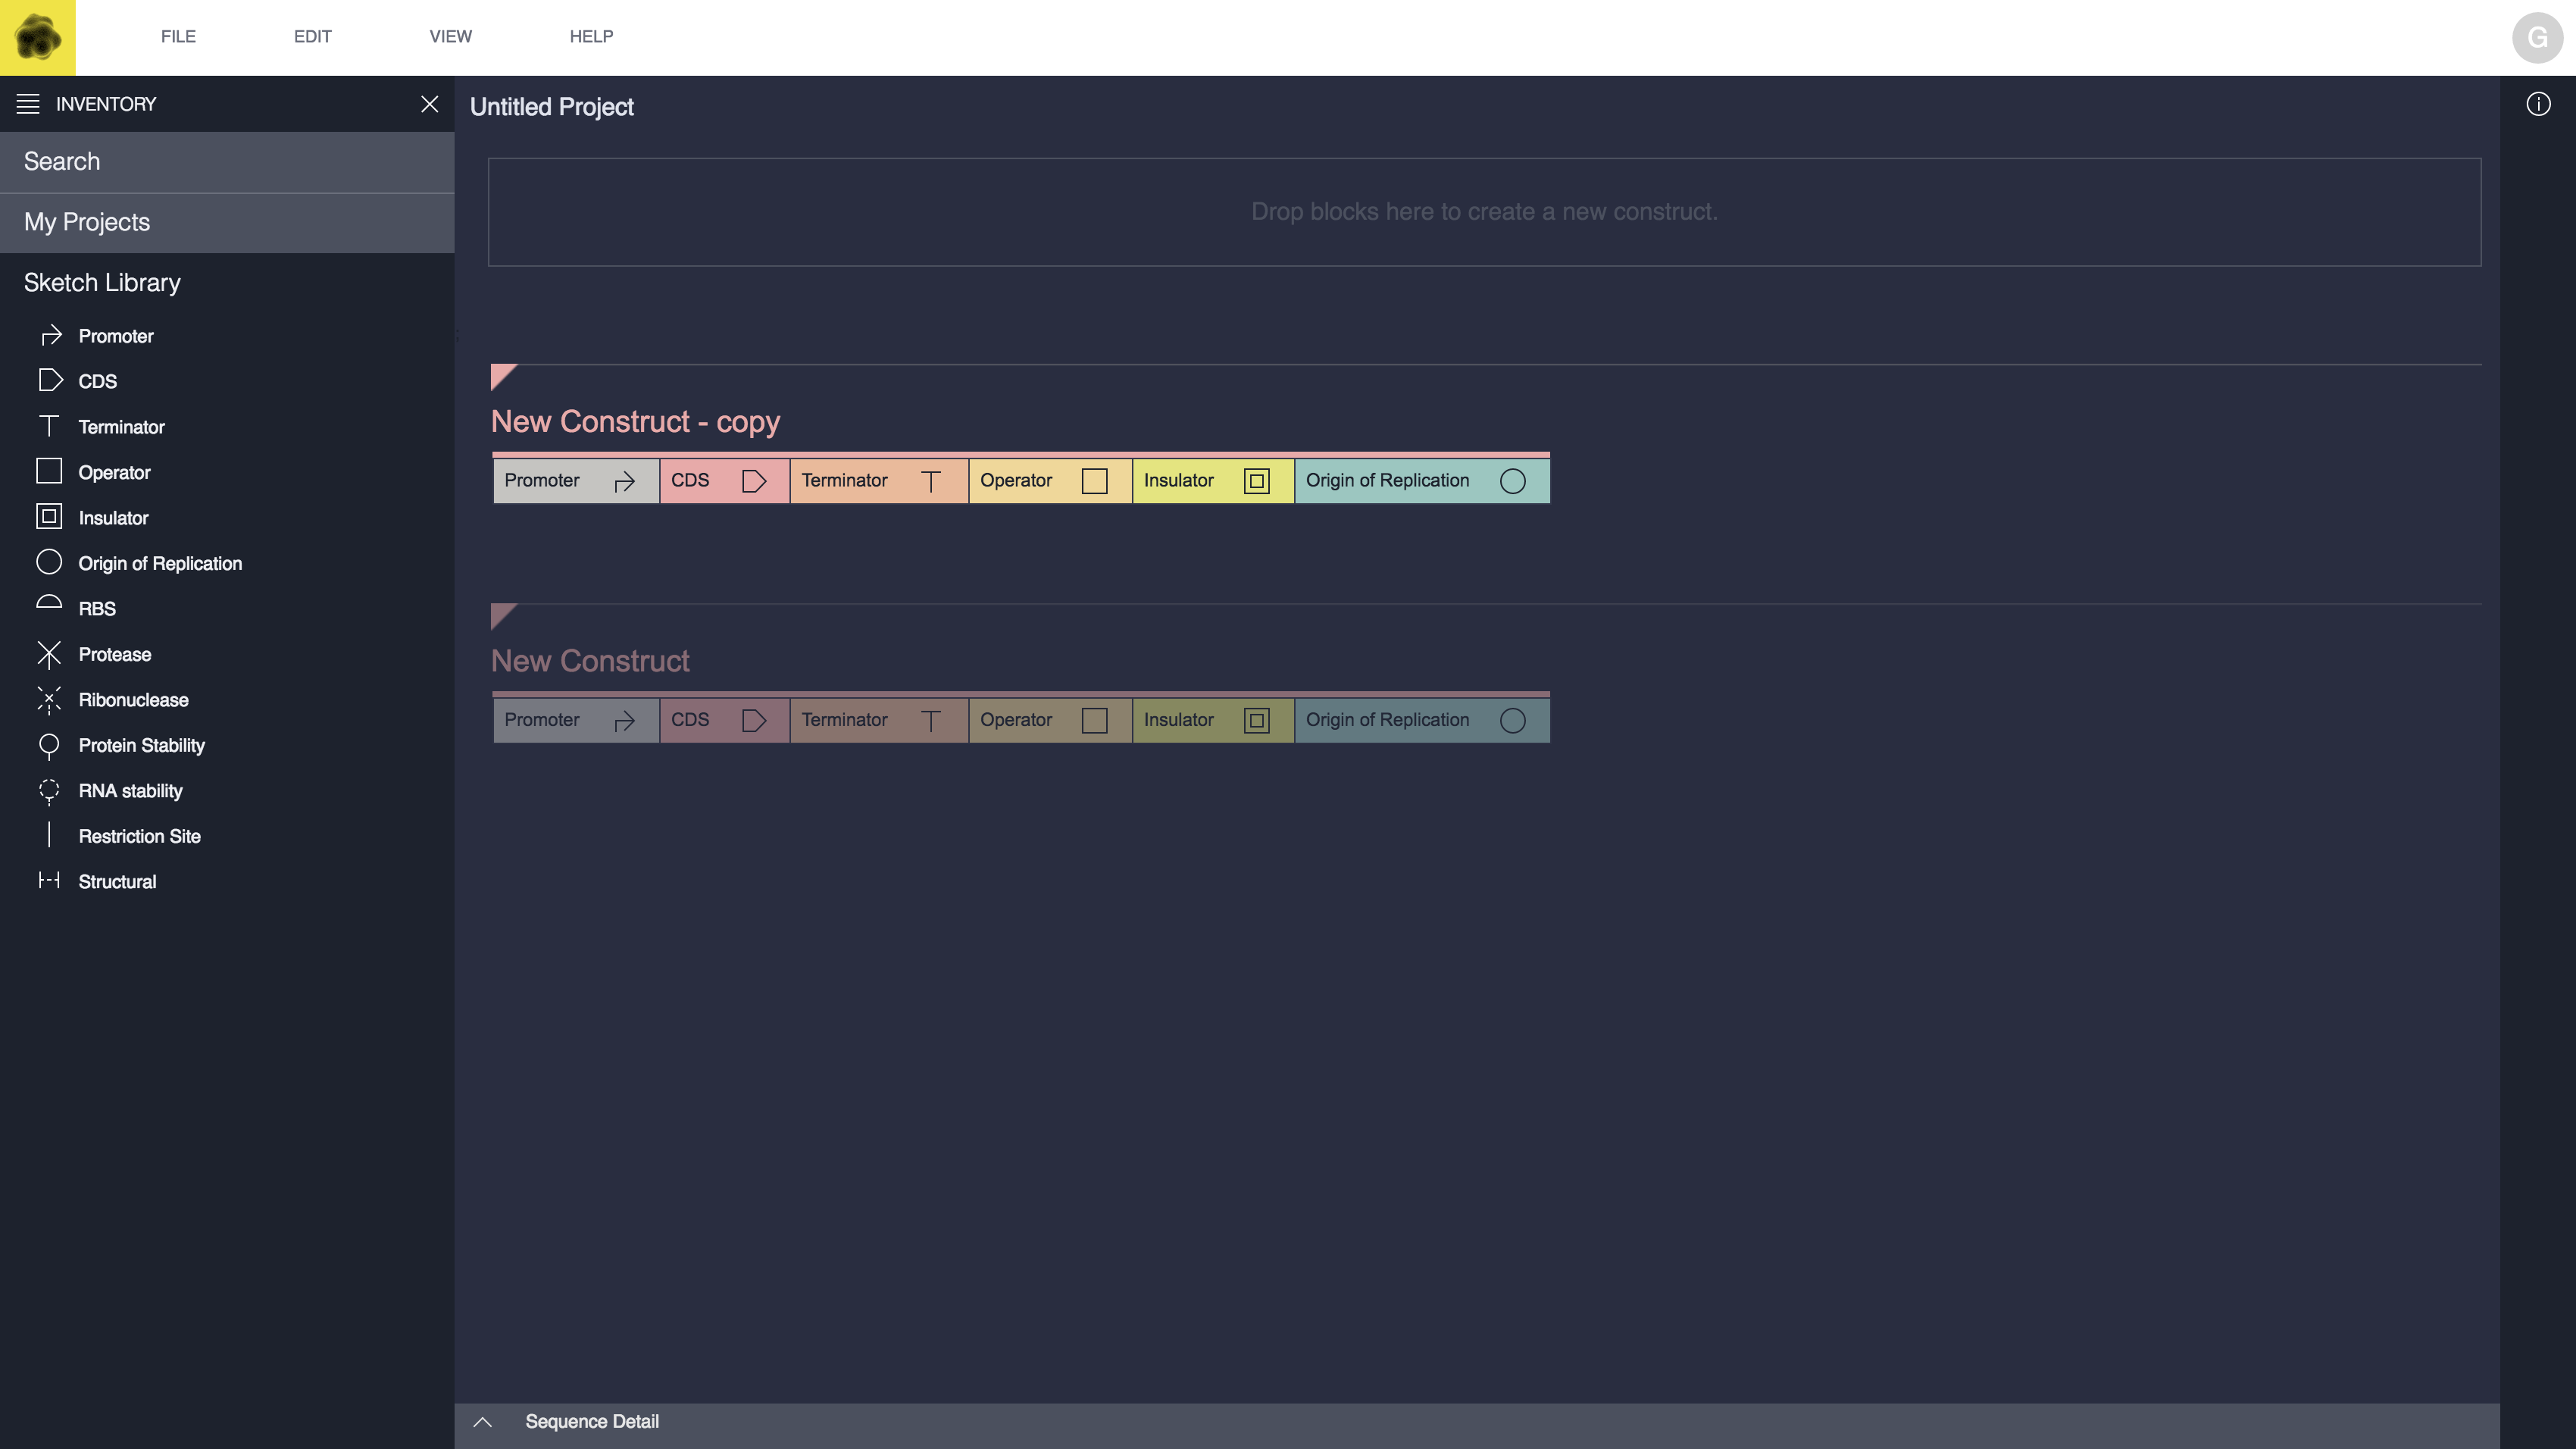 FILE EDIT VIEW HELP G
INVENTORY
Untitled Project
Search
My Projects
Drop blocks here to create a new construct.
Sketch Library
Promoter
CDS
Terminator
Operator
Insulator
Origin of Replication
RBS
Protease
Ribonuclease
Protein Stability
RNA stability
Restriction Site
Structural
New Construct - copy
Promoter CDS Terminator Operator Insulator Origin of Replication
New Construct
Promoter CDS Terminator Operator Insulator Origin of Replication
Sequence Detail